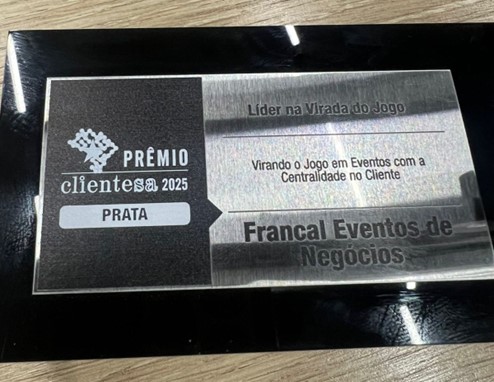 PRÊMIO
clientesa 2025
PRATA
Líder na Virada do Jogo
Virando o Jogo em Eventos com a
Centralidade no Cliente
Francal Eventos de
Negócios